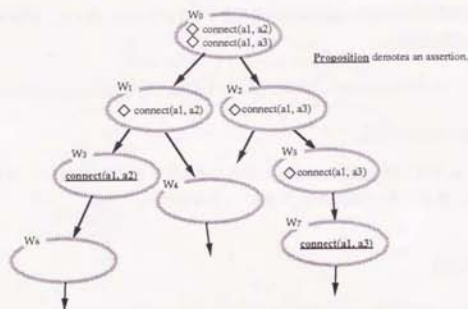 W0
◇ connect(a1, a2)
◇ connect(a1, a3)
Proposition demotes an assertion.
W1
◇ connect(a1, a2)
W2
◇ connect(a1, a3)
W3
connect(a1, a2)
W4
W5
◇ connect(a1, a3)
W6
W7
connect(a1, a3)